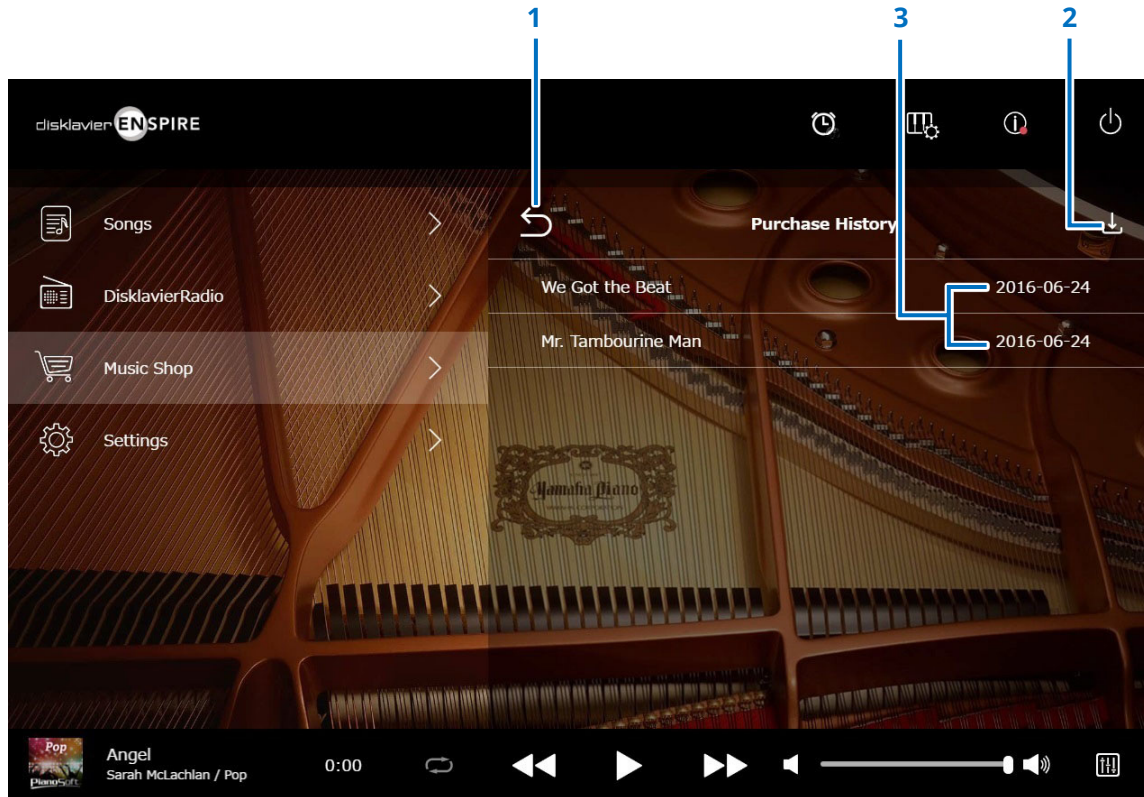 1
3
2
disklavier ENSPIRE
Songs
Purchase History
We Got the Beat
2016-06-24
DisklavierRadio
Mr. Tambourine Man
2016-06-24
Music Shop
Settings
Yamaha Piano
Pop
PianoSoft
Angel
Sarah McLachlan / Pop
0:00